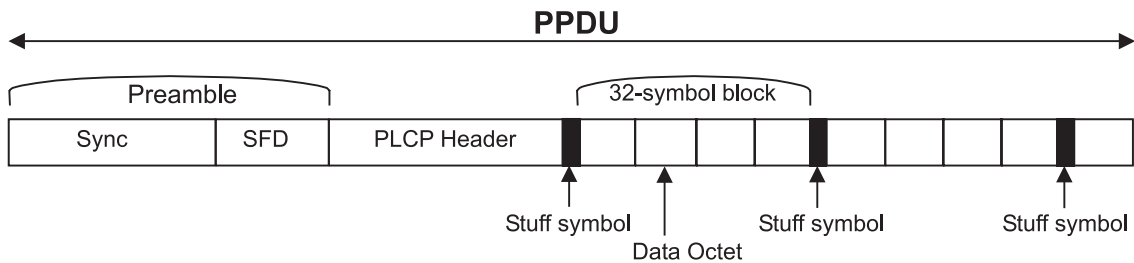 PPDU
Preamble
32-symbol block
Sync
SFD
PLCP Header
Stuff symbol
Stuff symbol
Stuff symbol
Data Octet